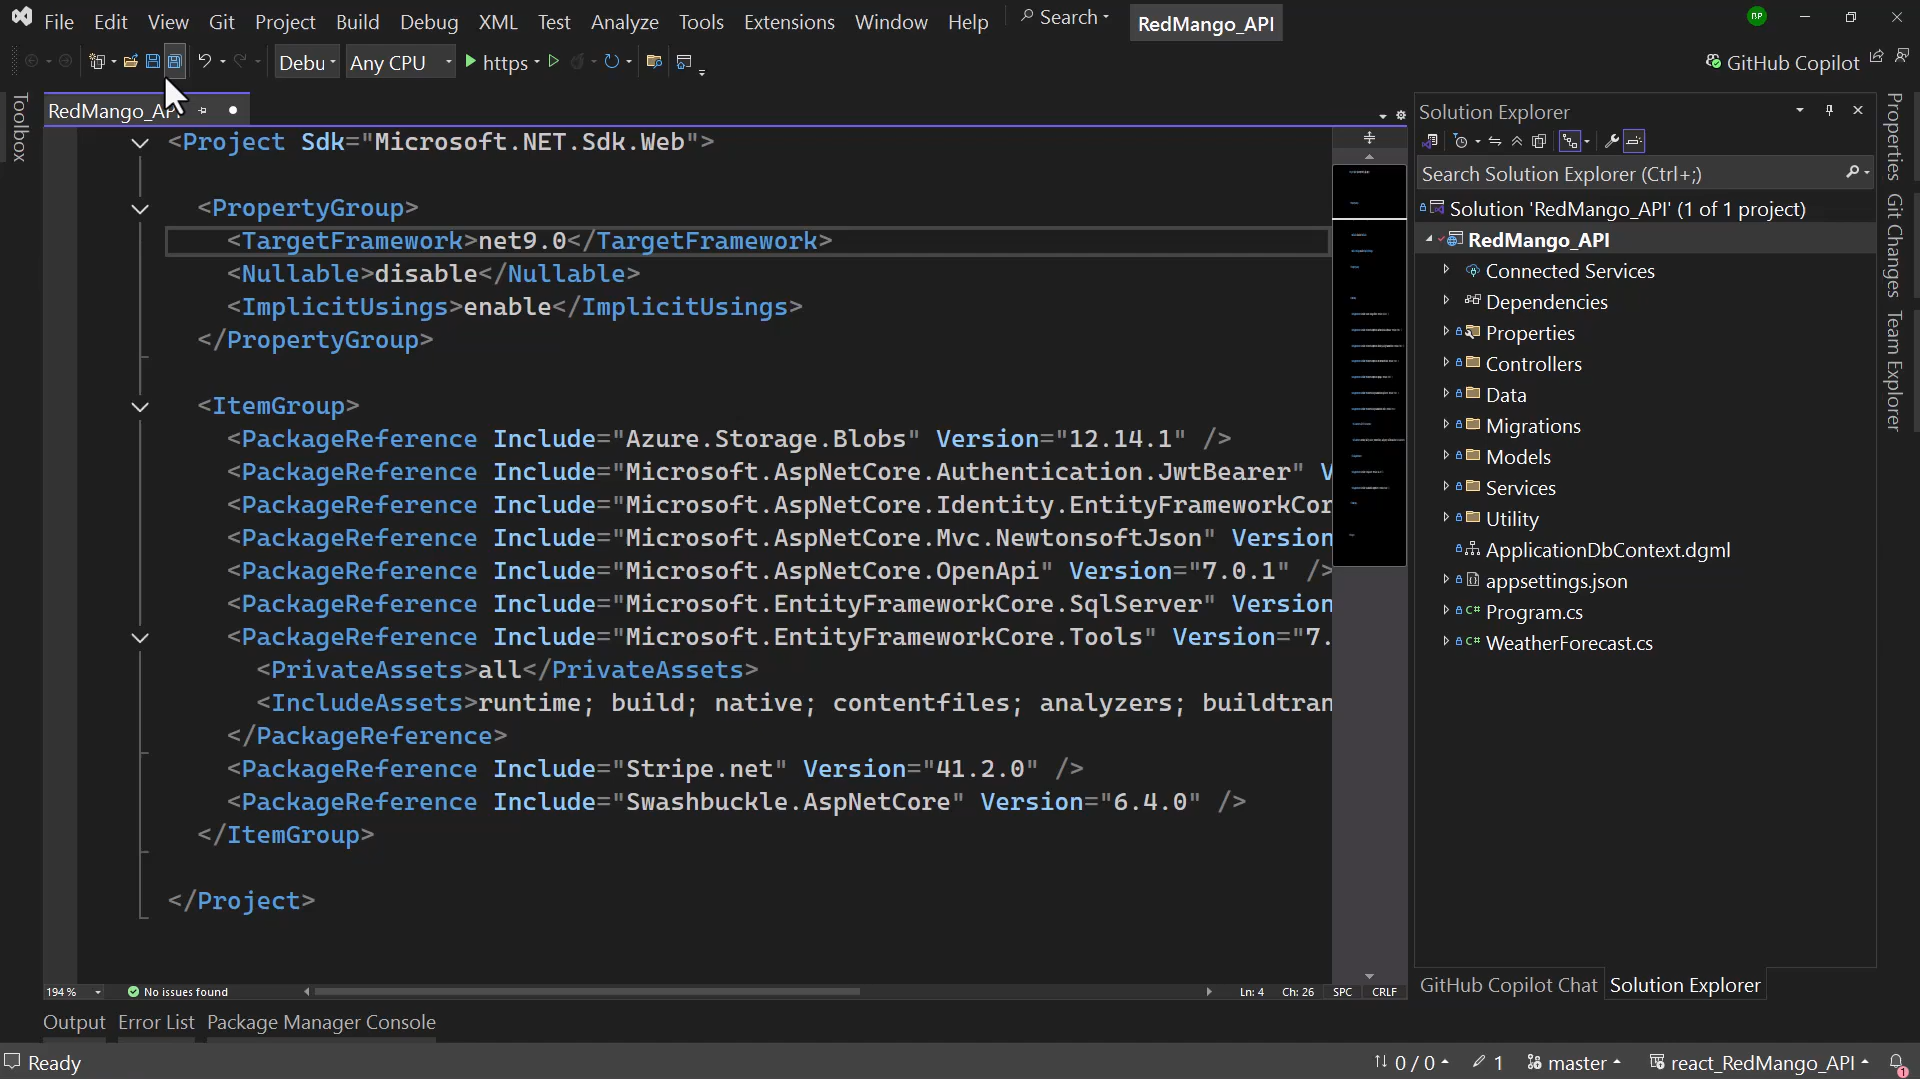 File Edit View Git Project Build Debug XML Test Analyze Tools Extensions Window Help Search RedMango_API
Debu Any CPU https GitHub Copilot
Toolbox
RedMango_AP
<Project Sdk="Microsoft.NET.Sdk.Web">
<PropertyGroup>
<TargetFramework>net9.0</TargetFramework>
<Nullable>disable</Nullable>
<ImplicitUsings>enable</ImplicitUsings>
</PropertyGroup>
<ItemGroup>
<PackageReference Include="Azure.Storage.Blobs" Version="12.14.1" />
<PackageReference Include="Microsoft.AspNetCore.Authentication.JwtBearer" V
<PackageReference Include="Microsoft.AspNetCore.Identity.EntityFrameworkCor
<PackageReference Include="Microsoft.AspNetCore.Mvc.NewtonsoftJson" Version
<PackageReference Include="Microsoft.AspNetCore.OpenApi" Version="7.0.1" />
<PackageReference Include="Microsoft.EntityFrameworkCore.SqlServer" Version
<PackageReference Include="Microsoft.EntityFrameworkCore.Tools" Version="7.
<PrivateAssets>all</PrivateAssets>
<IncludeAssets>runtime; build; native; contentfiles; analyzers; buildtran
</PackageReference>
<PackageReference Include="Stripe.net" Version="41.2.0" />
<PackageReference Include="Swashbuckle.AspNetCore" Version="6.4.0" />
</ItemGroup>
</Project>
194 % No issues found Ln: 4 Ch: 26 SPC CRLF
Solution Explorer
Search Solution Explorer (Ctrl+;)
Solution 'RedMango_API' (1 of 1 project)
RedMango_API
Connected Services
Dependencies
Properties
Controllers
Data
Migrations
Models
Services
Utility
ApplicationDbContext.dgml
appsettings.json
C# Program.cs
C# WeatherForecast.cs
GitHub Copilot Chat Solution Explorer
Properties
Git Changes
Team Explorer
Output Error List Package Manager Console
Ready 0 / 0 1 master react_RedMango_API 1